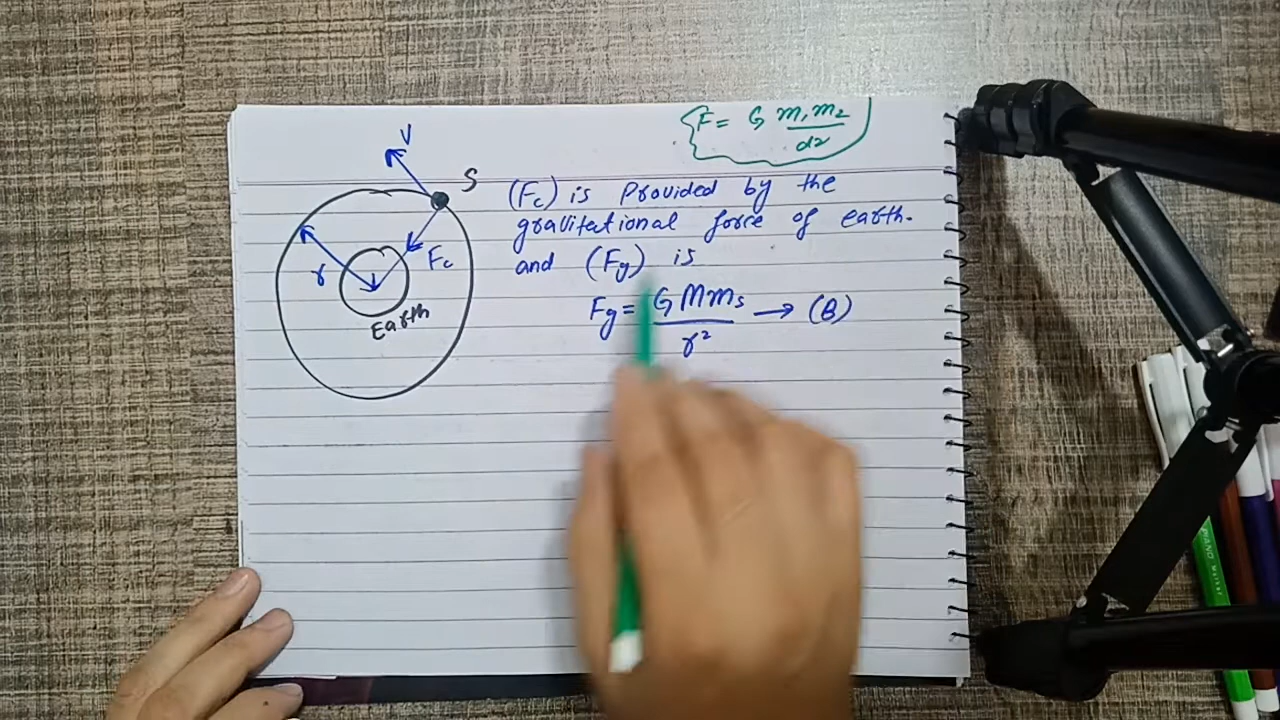 F = G m₁m₂
d2
V
S
(Fc) is provided by the
gravitational force of earth.
r
Fc
and (Fg) is
Earth
Fg = GMms → (B)
r²